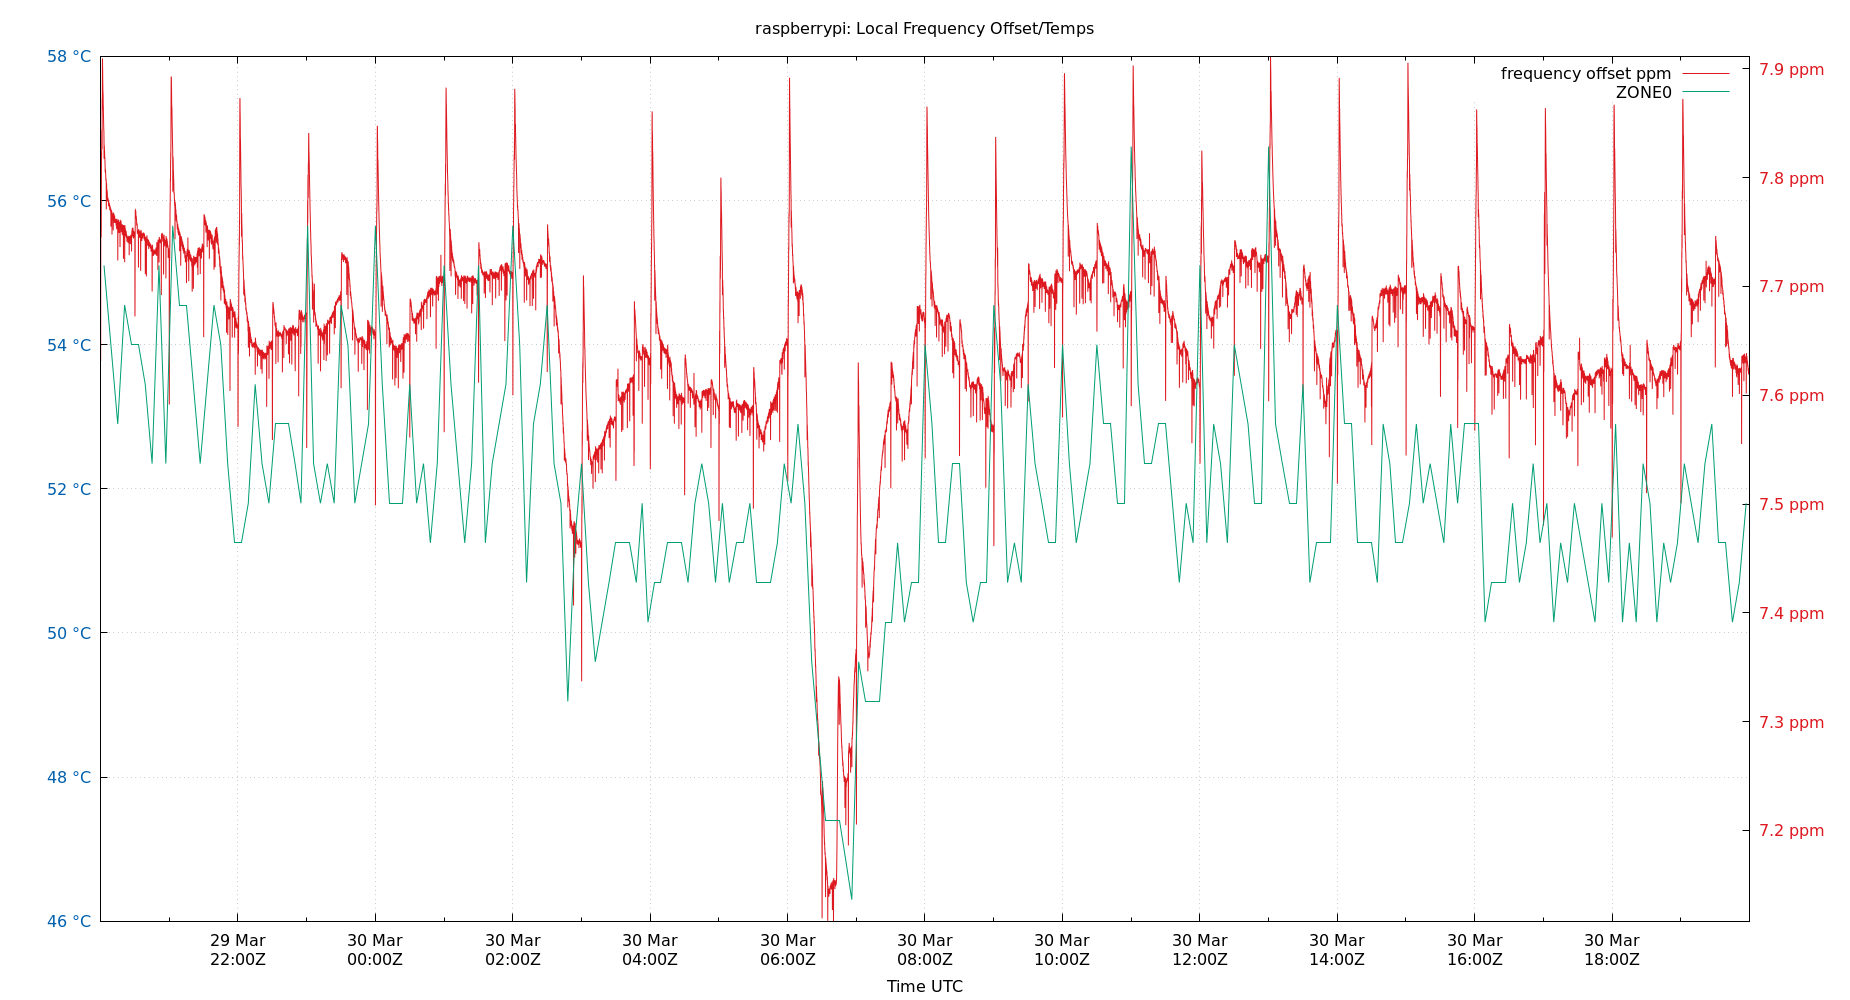 raspberrypi: Local Frequency Offset/Temps
58 °C
56 °C
54 °C
52 °C
50 °C
48 °C
46 °C
frequency offset ppm
ZONE0
7.9 ppm
7.8 ppm
7.7 ppm
7.6 ppm
7.5 ppm
7.4 ppm
7.3 ppm
7.2 ppm
29 Mar
22:00Z
30 Mar
00:00Z
30 Mar
02:00Z
30 Mar
04:00Z
30 Mar
06:00Z
30 Mar
08:00Z
30 Mar
10:00Z
30 Mar
12:00Z
30 Mar
14:00Z
30 Mar
16:00Z
30 Mar
18:00Z
Time UTC